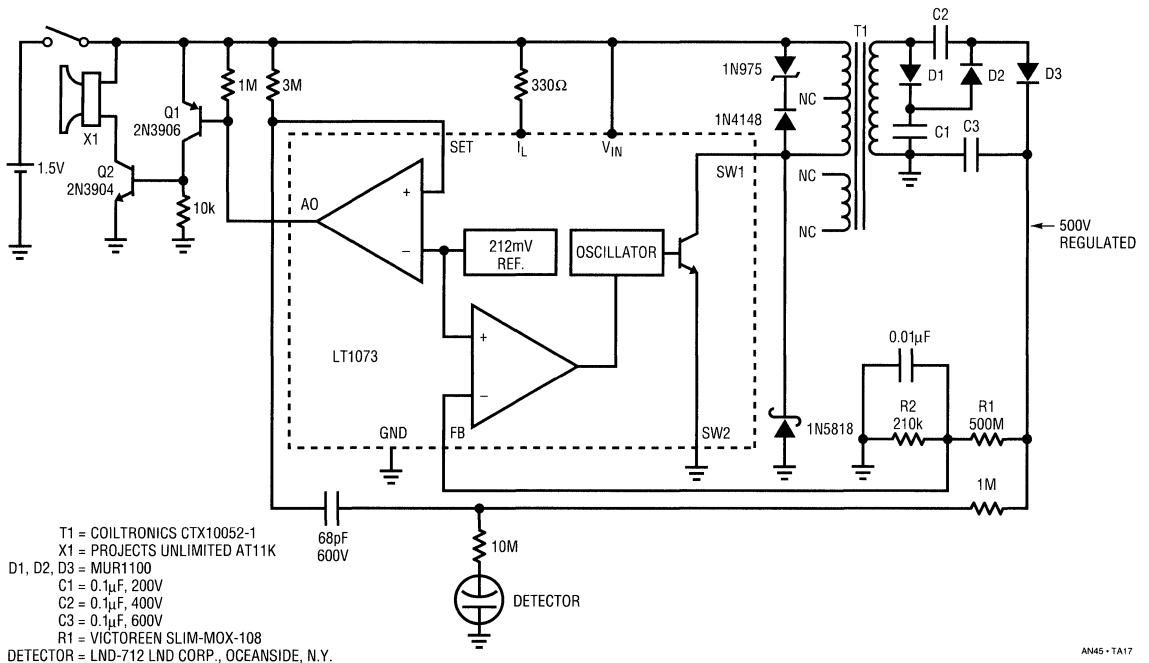 C2
T1
1M
3M
330Ω
1N975
D1
D2
D3
Q1
2N3906
NC
X1
1N4148
C1
C3
SET
IL
VIN
1.5V
Q2
2N3904
SW1
NC
+
AO
10k
212mV
REF.
OSCILLATOR
NC
500V
REGULATED
–
+
0.01µF
LT1073
–
R2
210k
R1
500M
GND
FB
SW2
1N5818
1M
68pF
600V
10M
DETECTOR
T1 = COILTRONICS CTX10052-1
X1 = PROJECTS UNLIMITED AT11K
D1, D2, D3 = MUR1100
C1 = 0.1µF, 200V
C2 = 0.1µF, 400V
C3 = 0.1µF, 600V
R1 = VICTOREEN SLIM-MOX-108
DETECTOR = LND-712 LND CORP., OCEANSIDE, N.Y.
AN45 • TA17